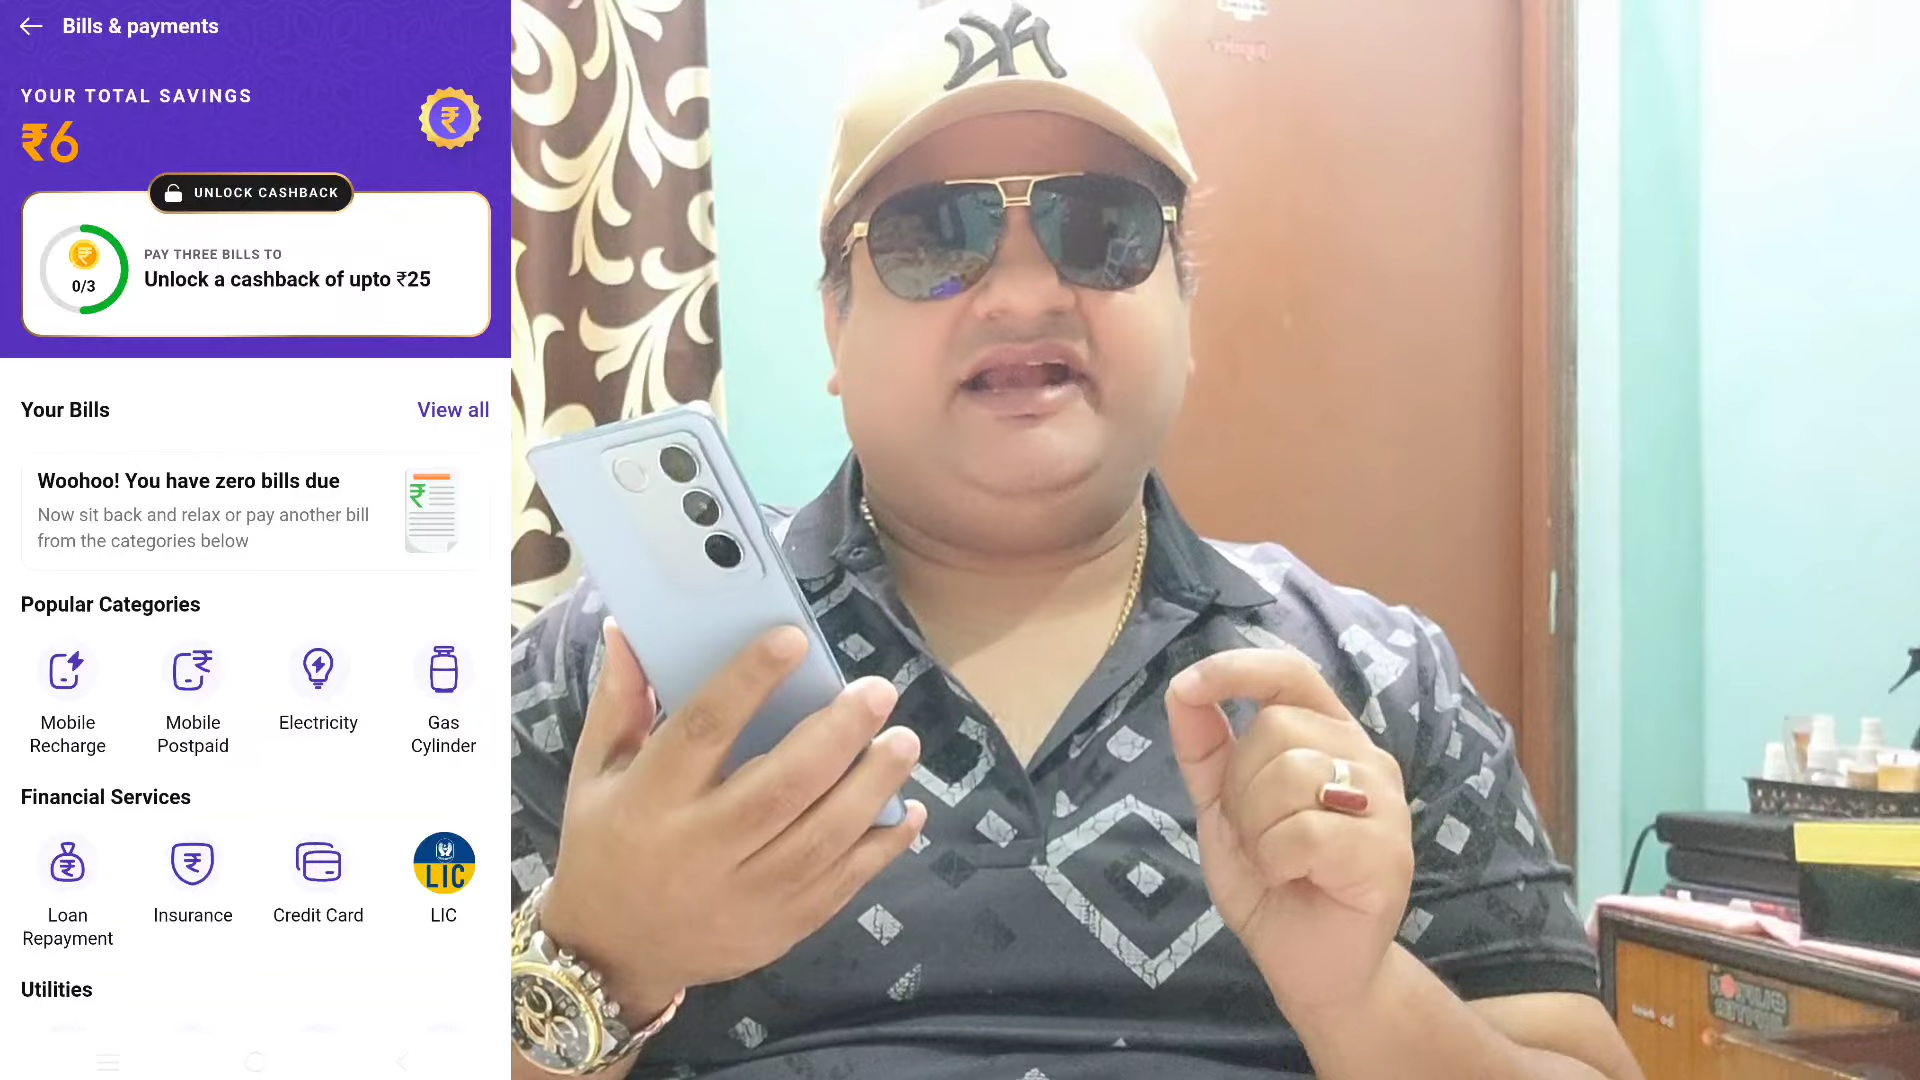 Bills & payments
YOUR TOTAL SAVINGS
₹6
₹
UNLOCK CASHBACK
₹
0/3
PAY THREE BILLS TO
Unlock a cashback of upto ₹25
Your Bills
View all
Woohoo! You have zero bills due
Now sit back and relax or pay another bill
from the categories below
₹
Popular Categories
Mobile
Recharge
Mobile
Postpaid
Electricity
Gas
Cylinder
Financial Services
LIC
Loan
Repayment
Insurance
Credit Card
LIC
Utilities